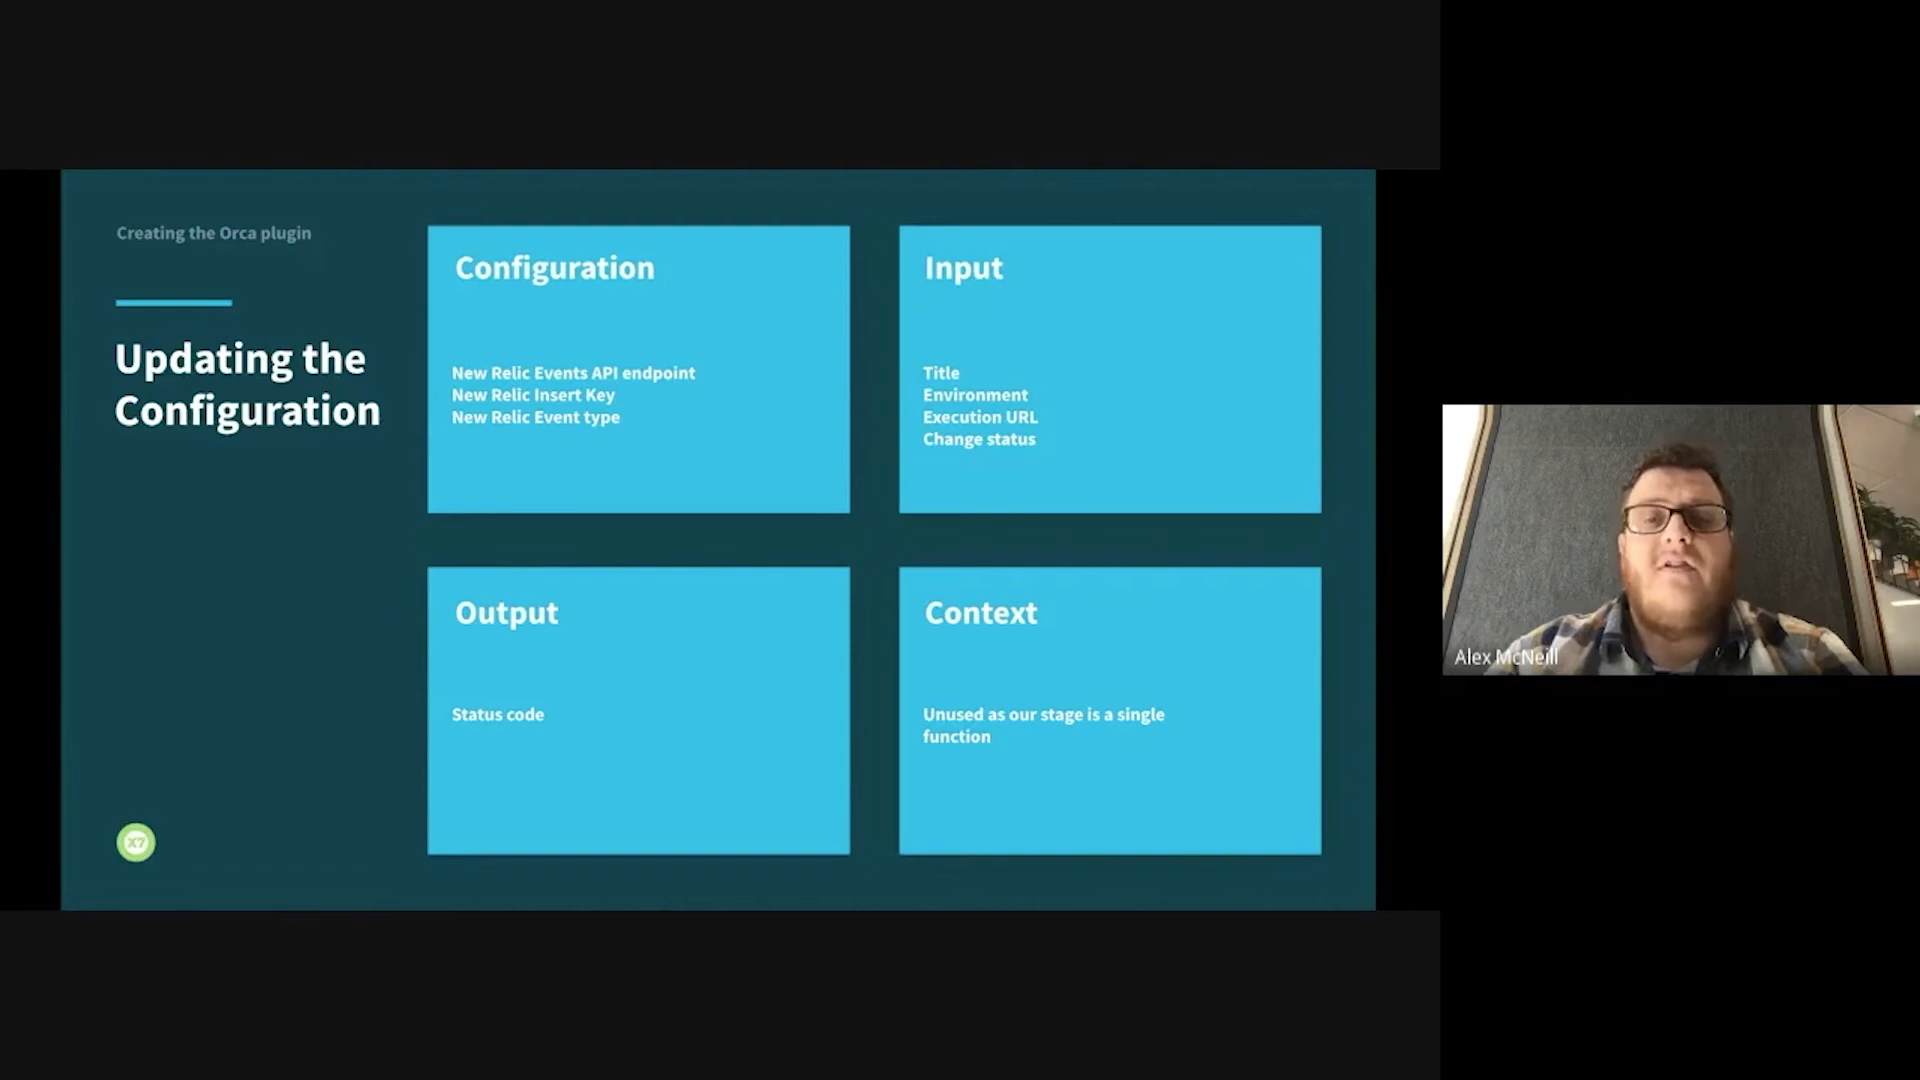 Creating the Orca plugin
Updating the
Configuration
Configuration
New Relic Events API endpoint
New Relic Insert Key
New Relic Event type
Input
Title
Environment
Execution URL
Change status
Output
Status code
Context
Unused as our stage is a single
function
x7
Alex McNeill